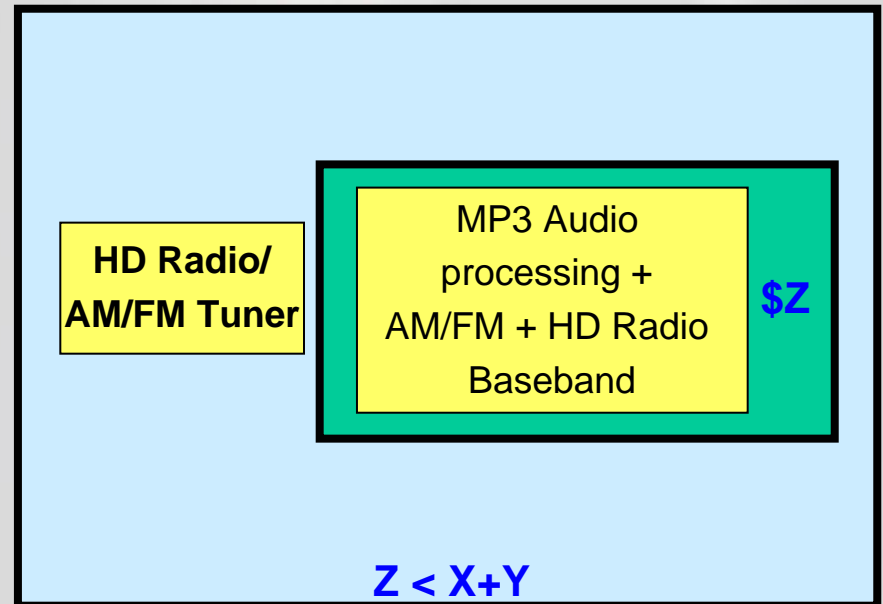 HD Radio/
AM/FM Tuner
MP3 Audio
processing +
AM/FM + HD Radio
Baseband
$Z
Z < X+Y